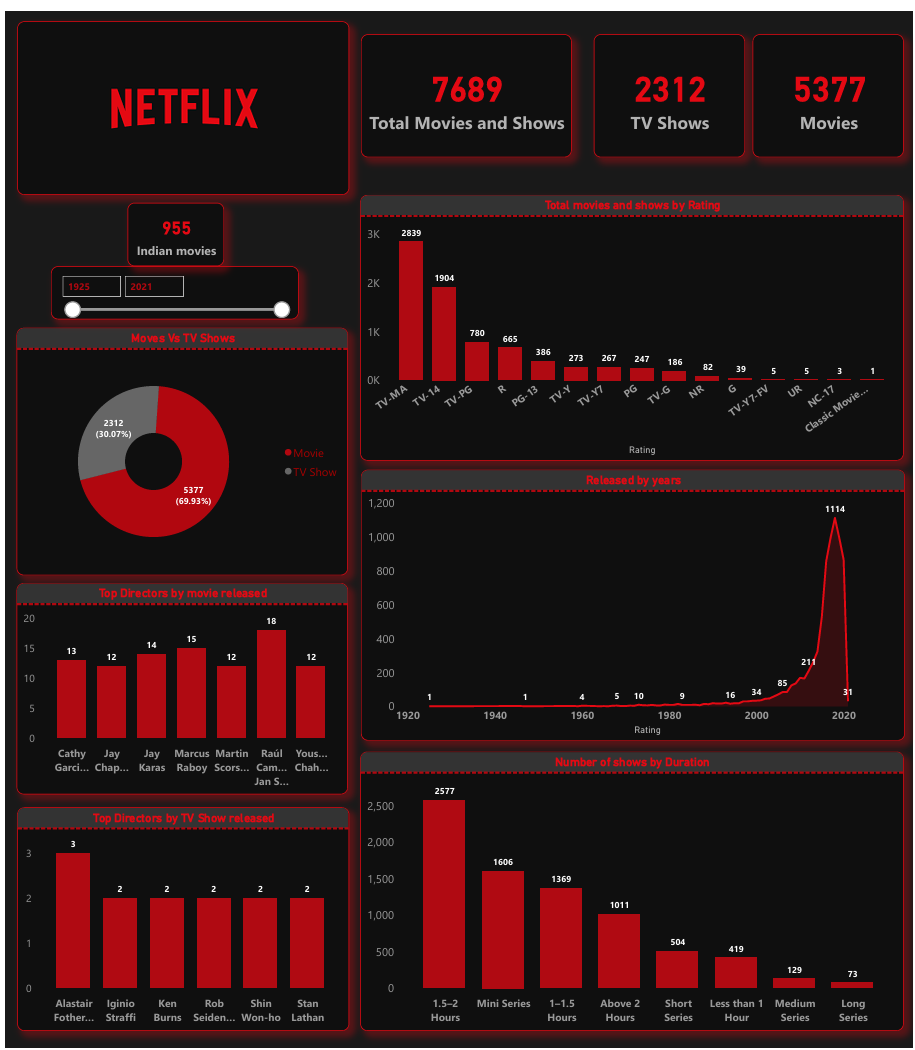 NETFLIX
7689
Total Movies and Shows
2312
TV Shows
5377
Movies
955
Indian movies
1925
2021
Total movies and shows by Rating
3K
2K
1K
0K
2839
1904
780
665
386
273
267
247
186
82
39
5
5
3
1
TV-MA
TV-14
TV-PG
R
PG-13
TV-Y
TV-Y7
PG
TV-G
NR
G
TV-Y7-FV
UR
NC-17
Classic Movie...
Rating
Moves Vs TV Shows
2312
(30.07%)
5377
(69.93%)
Movie
TV Show
Released by years
1,200
1,000
800
600
400
200
0
1
1
4
5
10
9
16
34
85
211
1114
31
1920
1940
1960
1980
2000
2020
Rating
Top Directors by movie released
20
15
10
5
0
13
12
14
15
12
18
12
Cathy
Garci...
Jay
Chap...
Jay
Karas
Marcus
Raboy
Martin
Scors...
Raúl
Cam...
Jan S...
Yous...
Chah...
Top Directors by TV Show released
3
2
1
0
3
2
2
2
2
2
Alastair
Fother...
Iginio
Straffi
Ken
Burns
Rob
Seiden...
Shin
Won-ho
Stan
Lathan
Number of shows by Duration
2,500
2,000
1,500
1,000
500
0
2577
1606
1369
1011
504
419
129
73
1.5–2
Hours
Mini Series
1–1.5
Hours
Above 2
Hours
Short
Series
Less than 1
Hour
Medium
Series
Long
Series